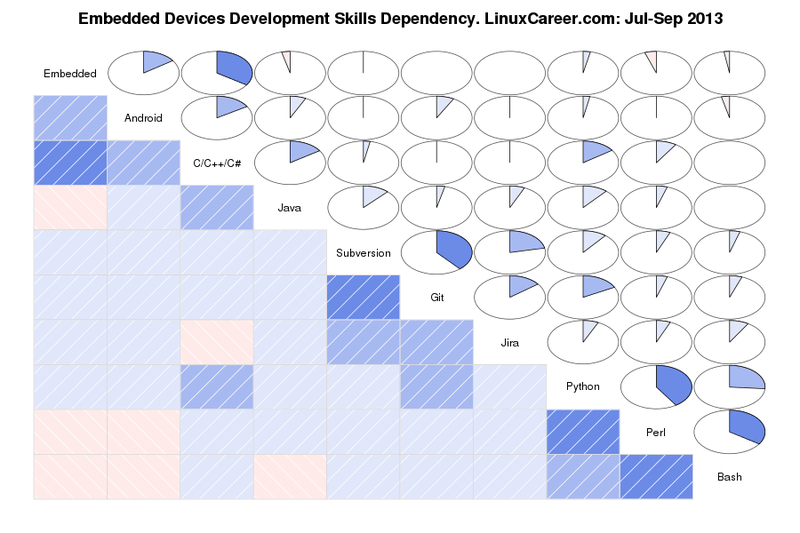 Embedded Devices Development Skills Dependency. LinuxCareer.com: Jul-Sep 2013
Embedded
Android
C/C++/C#
Java
Subversion
Git
Jira
Python
Perl
Bash